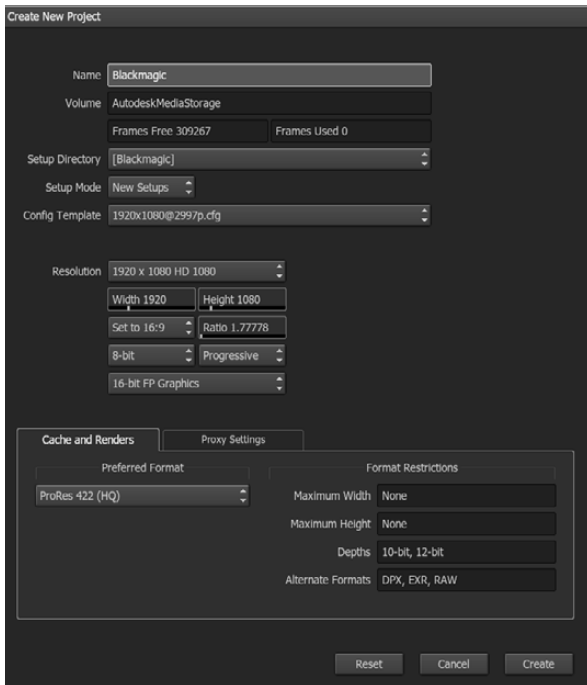 Create New Project
Name Blackmagic
Volume AutodeskMediaStorage
Frames Free 309267 Frames Used 0
Setup Directory [Blackmagic]
Setup Mode New Setups
Config Template 1920x1080@2997p.cfg
Resolution 1920 x 1080 HD 1080
Width 1920 Height 1080
Set to 16:9 Ratio 1.77778
8-bit Progressive
16-bit FP Graphics
Cache and Renders Proxy Settings
Preferred Format Format Restrictions
ProRes 422 (HQ) Maximum Width None
Maximum Height None
Depths 10-bit, 12-bit
Alternate Formats DPX, EXR, RAW
Reset Cancel Create